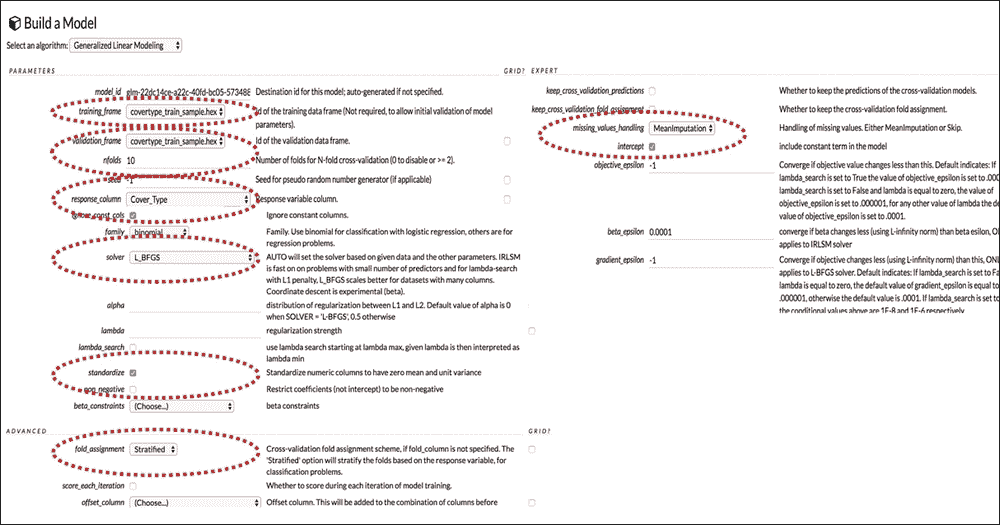 Build a Model
Select an algorithm: Generalized Linear Modeling
PARAMETERS GRID?
model_id glm-22dc14ce-a22c-40fd-bc05-573488 Destination id for this model; auto-generated if not specified.
training_frame covertype_train_sample.hex Id of the training data frame (Not required, to allow initial validation of model
parameters).
validation_frame covertype_train_sample.hex Id of the validation data frame.
nfolds 10 Number of folds for N-fold cross-validation (0 to disable or >= 2).
seed -1 Seed for pseudo random number generator (if applicable)
response_column Cover_Type Response variable column.
ignore_const_cols Ignore constant columns.
family binomial Family. Use binomial for classification with logistic regression, others are for
regression problems.
solver L_BFGS AUTO will set the solver based on given data and the other parameters. IRLSM
is fast on on problems with small number of predictors and for lambda-search
with L1 penalty, L_BFGS scales better for datasets with many columns.
Coordinate descent is experimental (beta).
alpha distribution of regularization between L1 and L2. Default value of alpha is 0
when SOLVER = 'L-BFGS', 0.5 otherwise
lambda regularization strength
lambda_search use lambda search starting at lambda max, given lambda is then interpreted as
lambda min
standardize Standardize numeric columns to have zero mean and unit variance
non_negative Restrict coefficients (not intercept) to be non-negative
beta_constraints (Choose...) beta constraints
ADVANCED GRID?
fold_assignment Stratified Cross-validation fold assignment scheme, if fold_column is not specified. The
'Stratified' option will stratify the folds based on the response variable, for
classification problems.
score_each_iteration Whether to score during each iteration of model training.
offset_column (Choose...) Offset column. This will be added to the combination of columns before
EXPERT
keep_cross_validation_predictions Whether to keep the predictions of the cross-validation models.
keep_cross_validation_fold_assignment Whether to keep the cross-validation fold assignment.
missing_values_handling MeanImputation Handling of missing values. Either MeanImputation or Skip.
intercept include constant term in the model
objective_epsilon -1 Converge if objective value changes less than this. Default indicates: If
lambda_search is set to True the value of objective_epsilon is set to .000
lambda_search is set to False and lambda is equal to zero, the value of
objective_epsilon is set to .000001, for any other value of lambda the de
value of objective_epsilon is set to .0001.
beta_epsilon 0.0001 converge if beta changes less (using L-infinity norm) than beta esilon, ON
applies to IRLSM solver
gradient_epsilon -1 Converge if objective changes less (using L-infinity norm) than this, ONL
applies to L-BFGS solver. Default indicates: If lambda_search is set to Fa
lambda is equal to zero, the default value of gradient_epsilon is equal to
.000001, otherwise the default value is .0001. If lambda_search is set to
the conditional values above are 1E-8 and 1E-6 respectively.